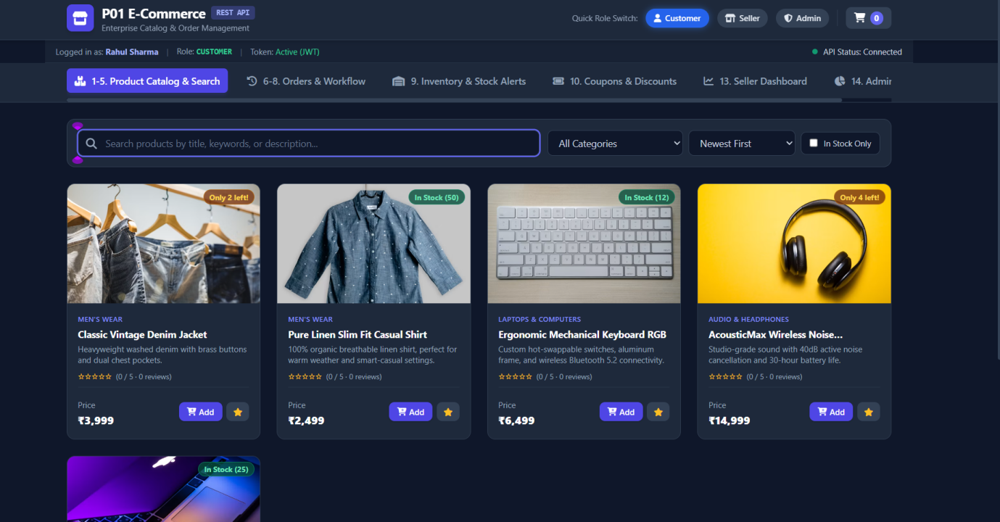 P01 E-Commerce REST API
Enterprise Catalog & Order Management
Quick Role Switch: Customer Seller Admin 0
Logged in as: Rahul Sharma | Role: CUSTOMER | Token: Active (JWT)
API Status: Connected
1-5. Product Catalog & Search 6-8. Orders & Workflow 9. Inventory & Stock Alerts 10. Coupons & Discounts 13. Seller Dashboard 14. Admin
Search products by title, keywords, or description... All Categories Newest First In Stock Only
Only 2 left!
MEN'S WEAR
Classic Vintage Denim Jacket
Heavyweight washed denim with brass buttons
and dual chest pockets.
(0 / 5 · 0 reviews)
Price
₹3,999
Add
In Stock (50)
MEN'S WEAR
Pure Linen Slim Fit Casual Shirt
100% organic breathable linen shirt, perfect for
warm weather and smart-casual settings.
(0 / 5 · 0 reviews)
Price
₹2,499
Add
In Stock (12)
LAPTOPS & COMPUTERS
Ergonomic Mechanical Keyboard RGB
Custom hot-swappable switches, aluminum
frame, and wireless Bluetooth 5.2 connectivity.
(0 / 5 · 0 reviews)
Price
₹6,499
Add
Only 4 left!
AUDIO & HEADPHONES
AcousticMax Wireless Noise...
Studio-grade sound with 40dB active noise
cancellation and 30-hour battery life.
(0 / 5 · 0 reviews)
Price
₹14,999
Add
In Stock (25)